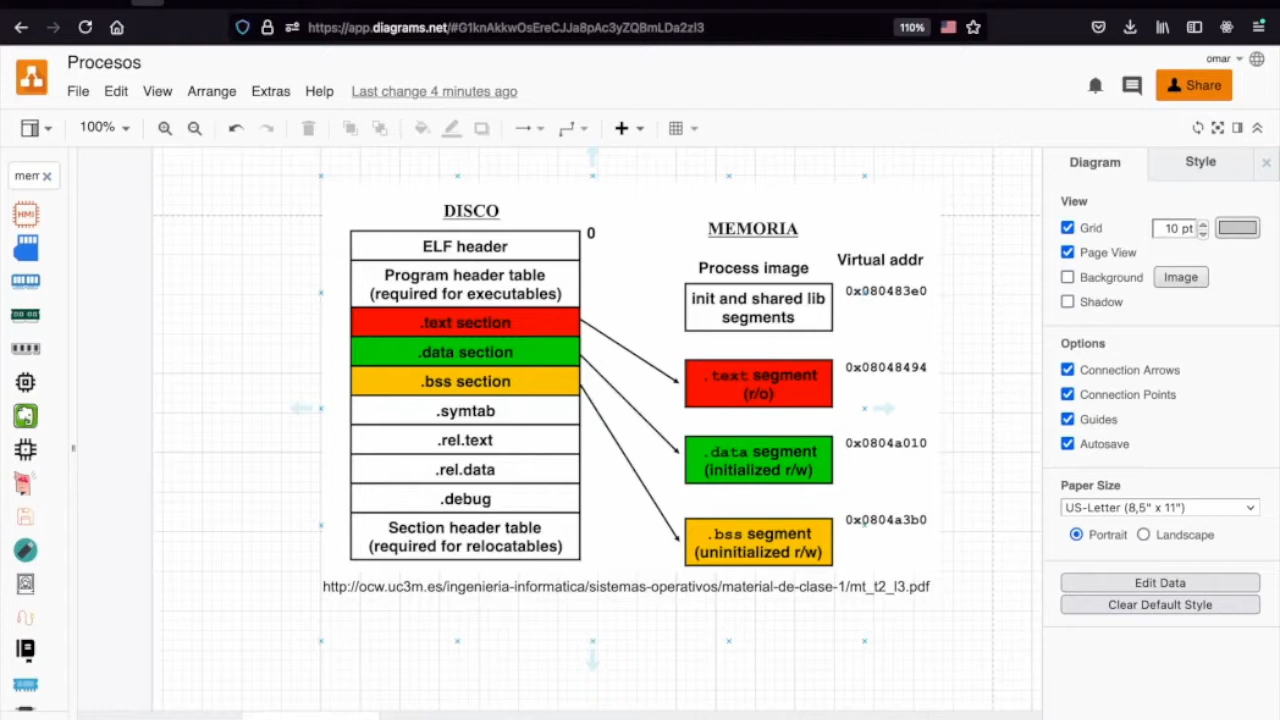 https://app.diagrams.net/#G1knAkkwOsEreCJJa8pAc3yZQBmLDa2zl3
110%
Procesos
omar
File Edit View Arrange Extras Help Last change 4 minutes ago
Share
100%
merr
HMI
Diagram
Style
View
Grid
10 pt
Page View
Background
Image
Shadow
Options
Connection Arrows
Connection Points
Guides
Autosave
Paper Size
US-Letter (8,5" x 11")
Portrait
Landscape
Edit Data
Clear Default Style
DISCO
0
ELF header
Program header table
(required for executables)
.text section
.data section
.bss section
.symtab
.rel.text
.rel.data
.debug
Section header table
(required for relocatables)
MEMORIA
Process image
Virtual addr
init and shared lib
segments
0x080483e0
.text segment
(r/o)
0x08048494
.data segment
(initialized r/w)
0x0804a010
.bss segment
(uninitialized r/w)
0x0804a3b0
http://ocw.uc3m.es/ingenieria-informatica/sistemas-operativos/material-de-clase-1/mt_t2_l3.pdf